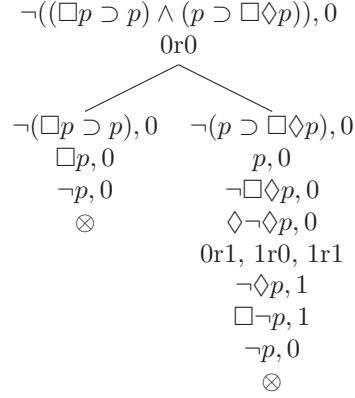 ¬((□p ⊃ p) ∧ (p ⊃ □◊p)), 0
0r0
¬(□p ⊃ p), 0
□p, 0
¬p, 0
⊗
¬(p ⊃ □◊p), 0
p, 0
¬□◊p, 0
◊¬◊p, 0
0r1, 1r0, 1r1
¬◊p, 1
□¬p, 1
¬p, 0
⊗